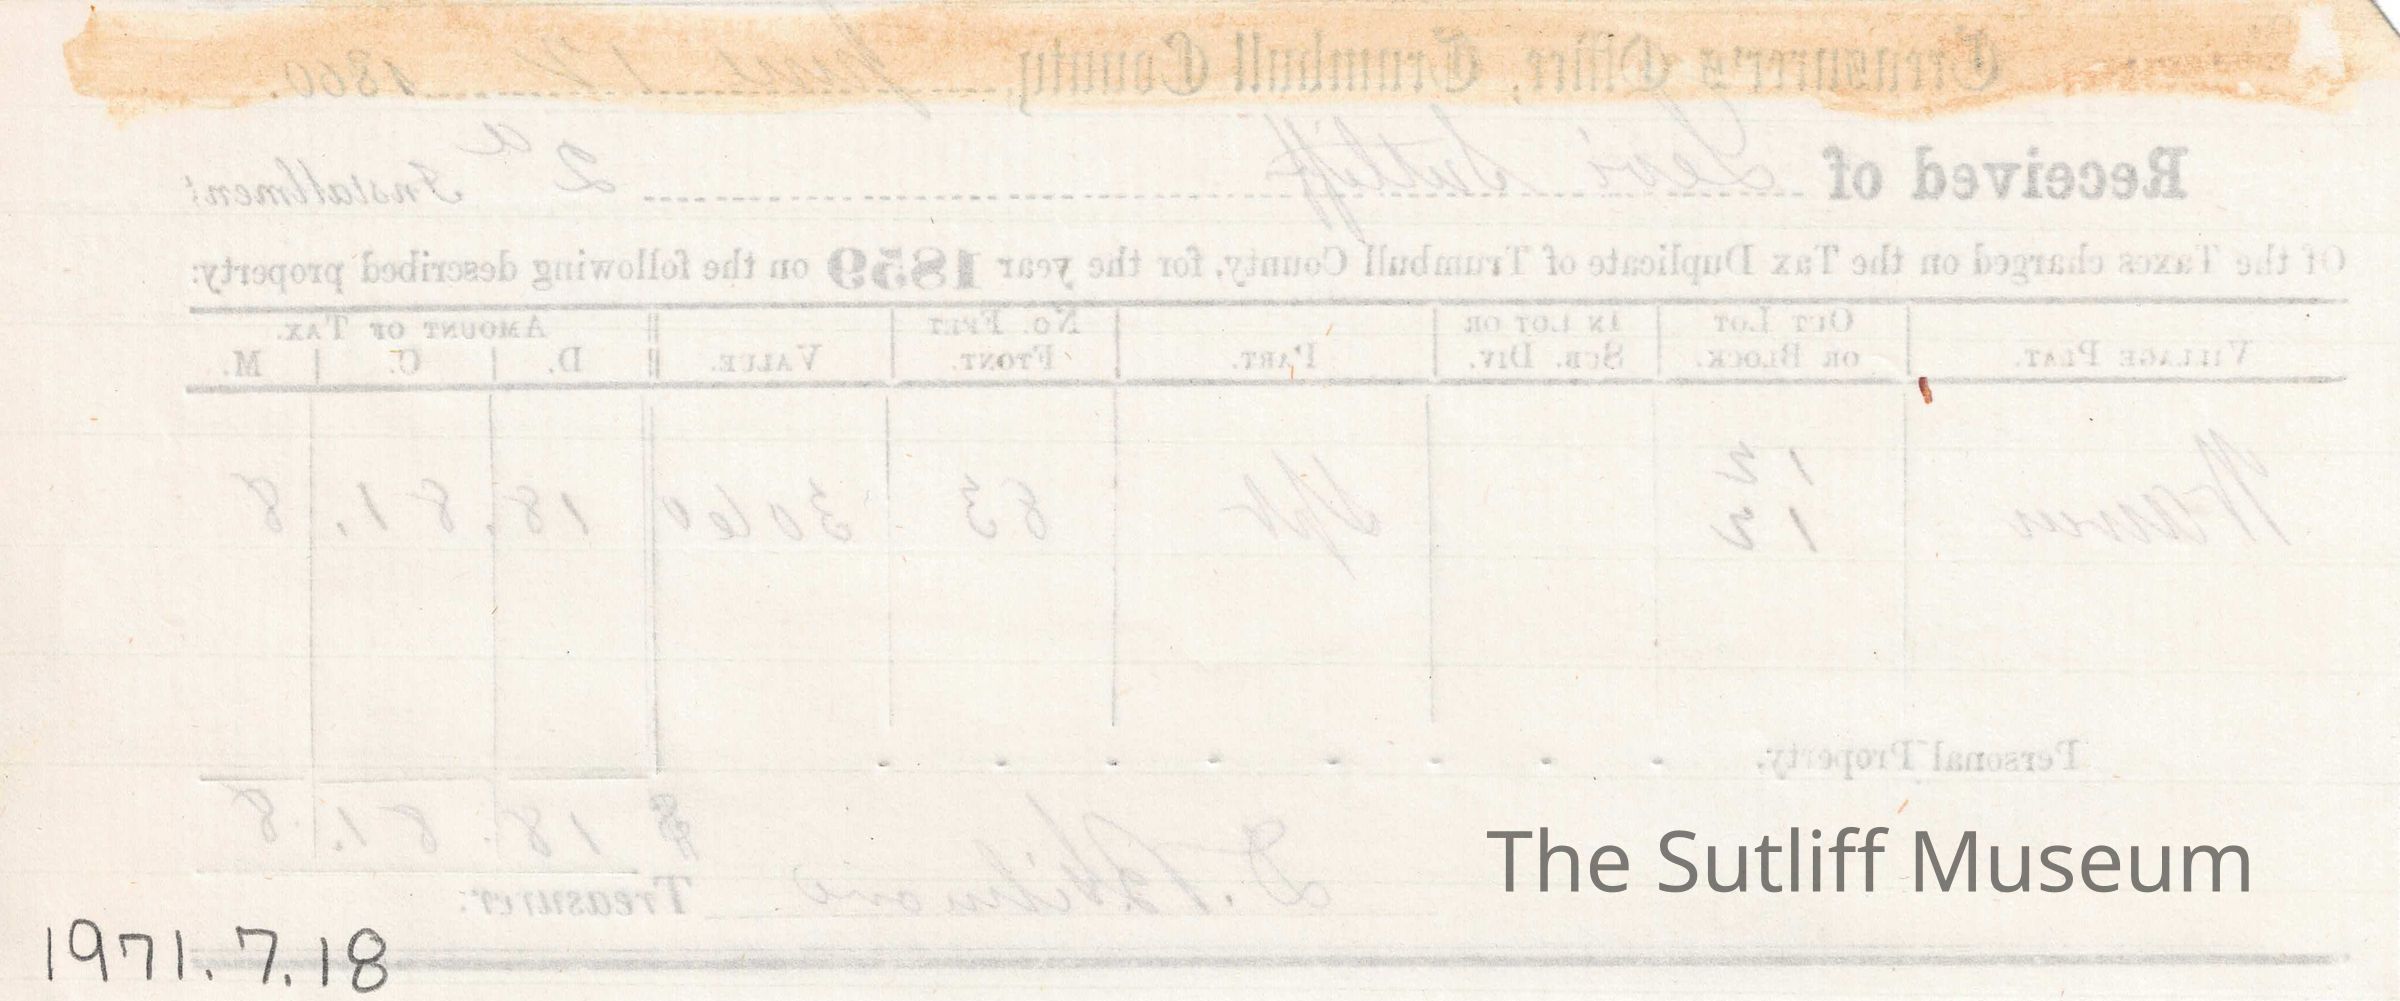 Treasurer's Office, Trumbull County, June 12 1860.
Received of Levi Sutliff 2d Installment
Of the Taxes charged on the Tax Duplicate of Trumbull County, for the year 1859 on the following described property:
VILLAGE PLAT. OUT LOT OR BLOCK. IN LOT OR SUB. DIV. PART. NO. FEET FRONT. VALUE. AMOUNT OF TAX. D. C. M.
Warren 83 3060 18. 81. 8
Personal Property.
$ 18. 81. 8
Treasurer.
The Sutliff Museum
1971.7.18